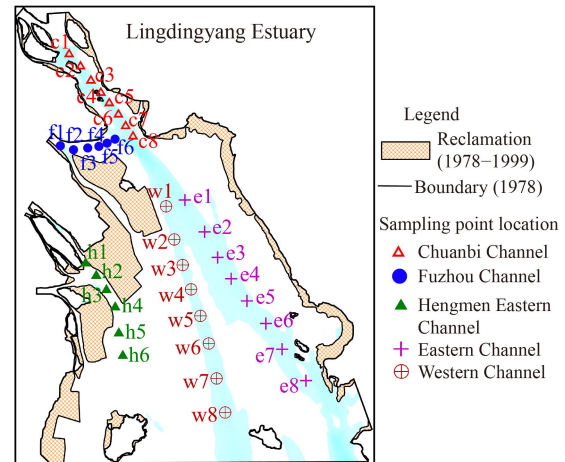 Lingdingyang Estuary
c1
c2
c3
c4
c5
c6
c7
c8
f1
f2
f4
f6
f3
f5
w1
e1
w2
e2
w3
e3
w4
e4
w5
e5
w6
e6
w7
e7
w8
e8
h1
h2
h3
h4
h5
h6
Legend
Reclamation
(1978−1999)
Boundary (1978)
Sampling point location
Chuanbi Channel
Fuzhou Channel
Hengmen Eastern
Channel
Eastern Channel
Western Channel